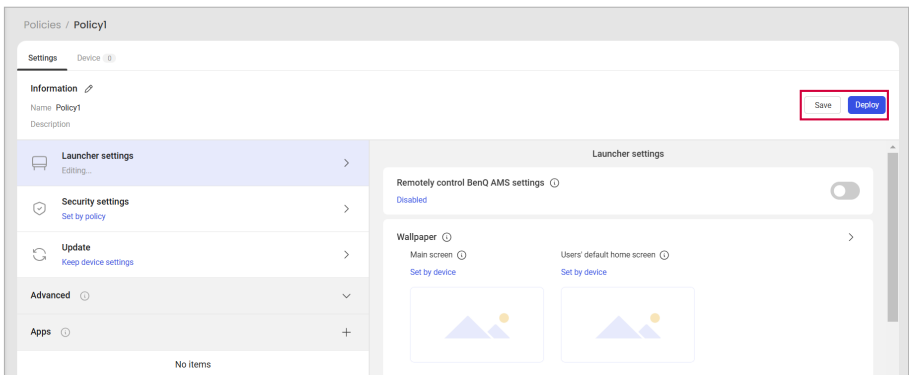 Policies / Policy1
Settings Device 0
Information
Name Policy1
Description
Save Deploy
Launcher settings
Editing...
Security settings
Set by policy
Update
Keep device settings
Advanced
Apps
No items
Launcher settings
Remotely control BenQ AMS settings
Disabled
Wallpaper
Main screen Users' default home screen
Set by device Set by device